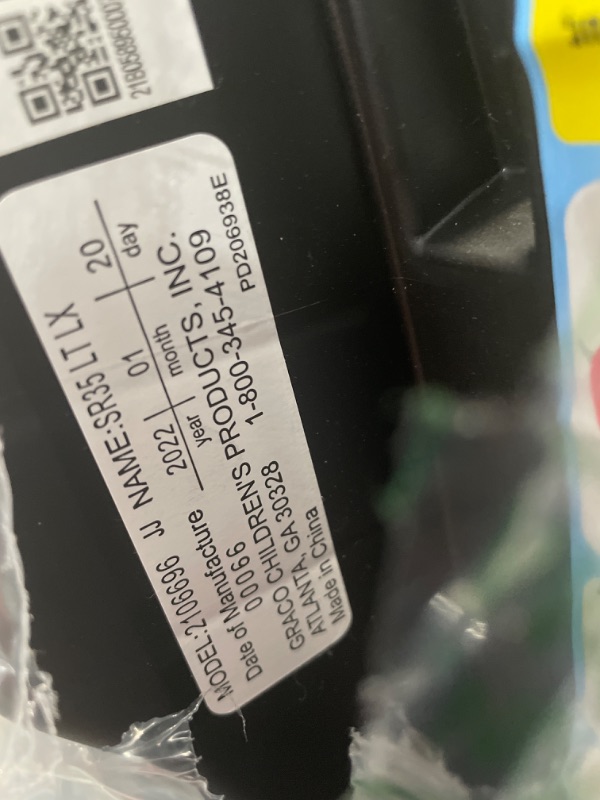 MODEL:2106696 JJ NAME:SR35 LT LX
Date of Manufacture 2022 01 20
year month day
00066
GRACO CHILDREN'S PRODUCTS, INC.
ATLANTA, GA 30328 1-800-345-4109
Made in China PD206938E